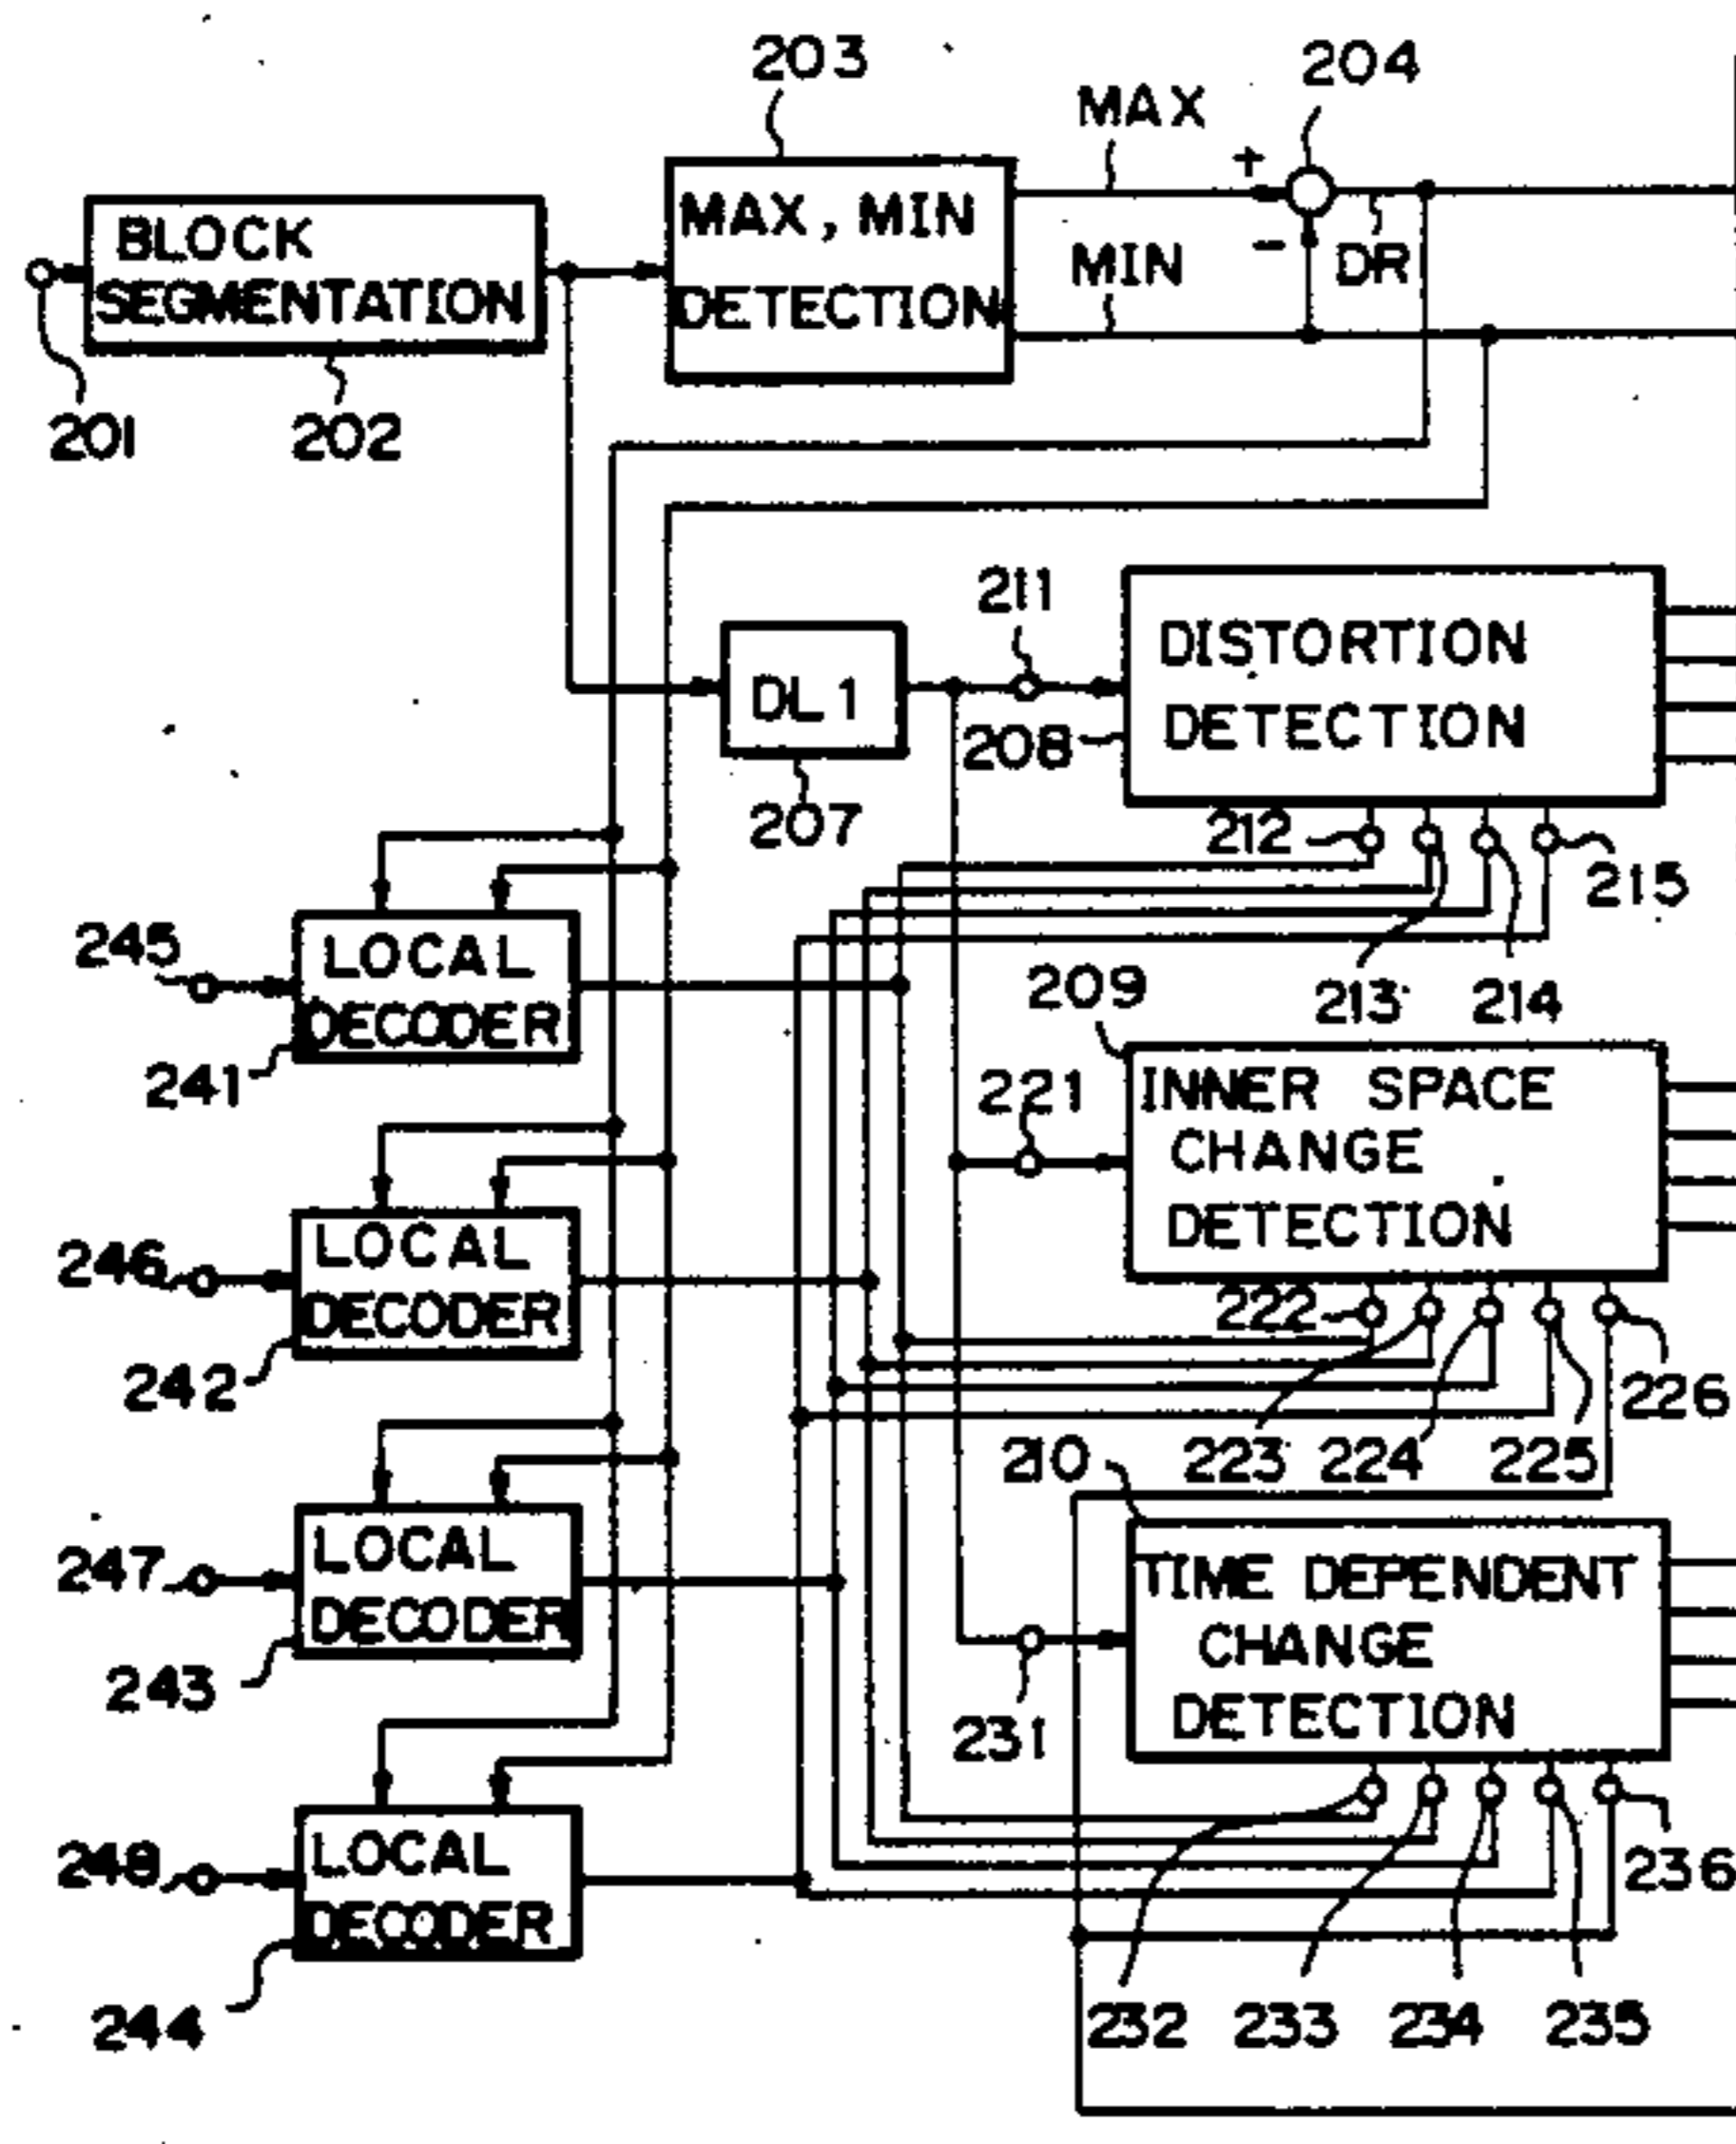 203
204
MAX
+
BLOCK
SEGMENTATION
MAX, MIN
DETECTION
-
MIN
DR
201
202
211
DISTORTION
DETECTION
DL1
208
207
212
215
245
LOCAL
DECODER
213
214
209
241
221
INNER SPACE
CHANGE
DETECTION
246
LOCAL
DECODER
222
242
226
223
224
225
210
247
LOCAL
DECODER
TIME DEPENDENT
CHANGE
DETECTION
243
231
248
LOCAL
DECODER
236
244
232
233
234
235